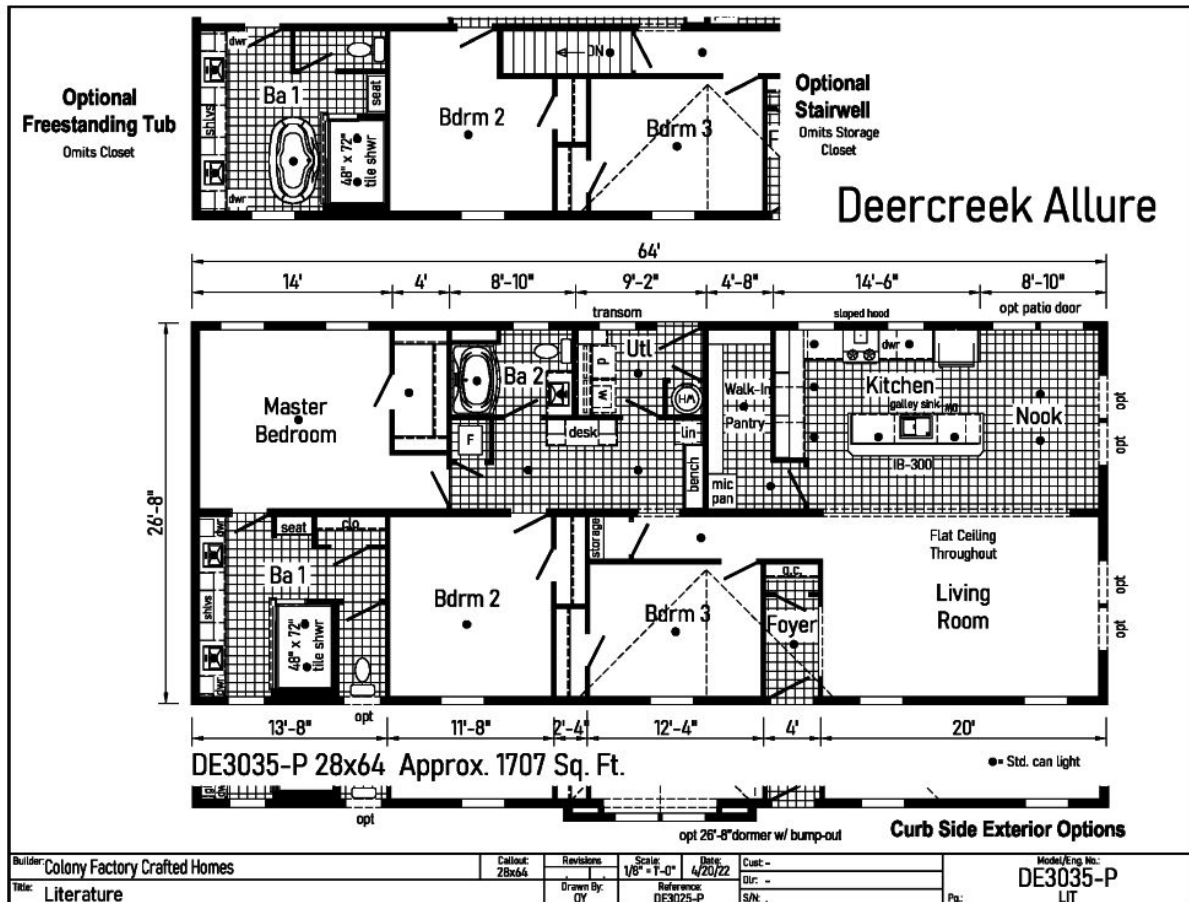 Optional
Freestanding Tub
Omits Closet
dwr
shlvs
dwr
Ba 1
seat
48" x 72"
tile shwr
Bdrm 2
DN
Bdrm 3
F
Optional
Stairwell
Omits Storage
Closet
Deercreek Allure
64'
14'
4'
8'-10"
9'-2"
4'-8"
14'-6"
8'-10"
transom
sloped hood
opt patio door
26'-8"
Master
Bedroom
Ba 2
F
desk
Utl
d
w
HW
lin
bench
Walk-In
Pantry
mic
pan
Kitchen
dwr
galley sink
IB-300
Nook
opt
opt
dwr
shlvs
dwr
seat
clo
Ba 1
48" x 72"
tile shwr
opt
Bdrm 2
storage
Bdrm 3
g.c.
Foyer
Flat Ceiling
Throughout
Living
Room
opt
opt
13'-8"
11'-8"
2'-4"
12'-4"
4'
20'
DE3035-P 28x64 Approx. 1707 Sq. Ft.
●= Std. can light
opt
opt 26'-8"dormer w/ bump-out
Curb Side Exterior Options
Builder: Colony Factory Crafted Homes
Title: Literature
Callout:
28x64
Revisions
Drawn By:
OY
Scale:
1/8" = 1'-0"
Date:
4/20/22
Reference:
DE3025-P
Cust: -
Dlr: -
S/N: .
Model/Eng. No.:
DE3035-P
Pg.: LIT